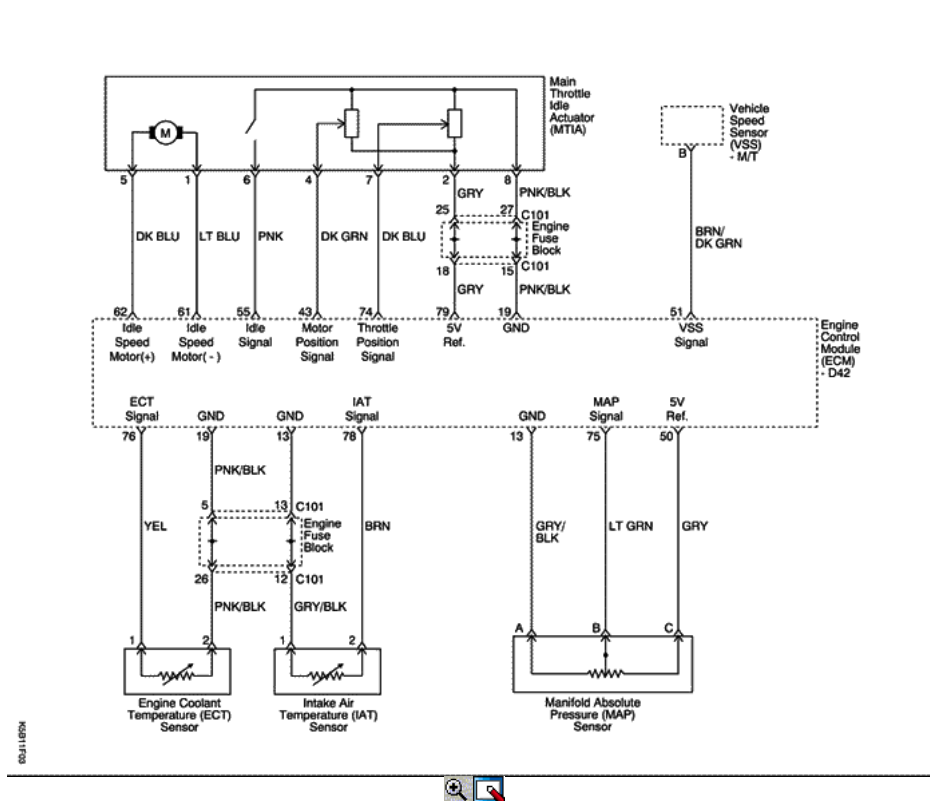 Main
Throttle
Idle
Actuator
(MTIA)
Vehicle
Speed
Sensor
(VSS)
- M/T
M
B
5 1 6 4 7 2 8
GRY PNK/BLK
25 27 C101
Engine
Fuse
Block
DK BLU LT BLU PNK DK GRN DK BLU
BRN/
DK GRN
18 15 C101
GRY PNK/BLK
62 61 55 43 74 79 19 51
Idle
Speed
Motor(+)
Idle
Speed
Motor( - )
Idle
Signal
Motor
Position
Signal
Throttle
Position
Signal
5V
Ref.
GND
VSS
Signal
Engine
Control
Module
(ECM)
- D42
ECT
Signal
GND
GND
IAT
Signal
GND
MAP
Signal
5V
Ref.
76 19 13 78 13 75 50
PNK/BLK
5 13 C101
Engine
Fuse
Block
YEL
BRN
GRY/
BLK
LT GRN
GRY
26 12 C101
PNK/BLK GRY/BLK
1 2 1 2
A B C
Engine Coolant
Temperature (ECT)
Sensor
Intake Air
Temperature (IAT)
Sensor
Manifold Absolute
Pressure (MAP)
Sensor
K5B11F03